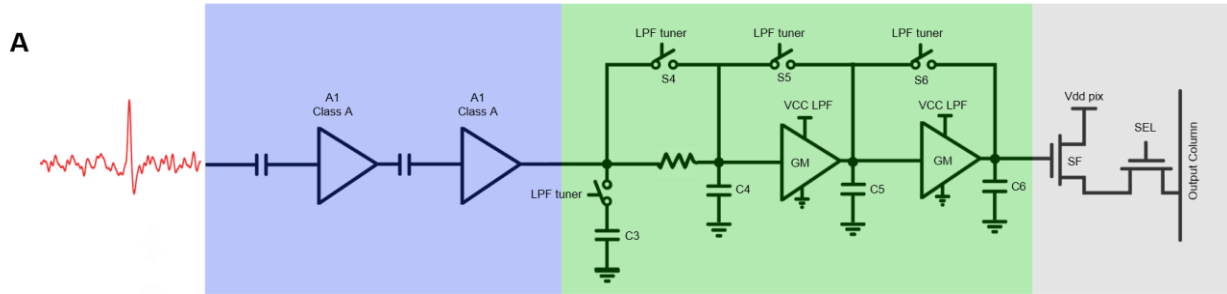 A
A1
Class A
A1
Class A
LPF tuner
S4
LPF tuner
S5
LPF tuner
S6
VCC LPF
GM
VCC LPF
GM
LPF tuner
C3
C4
C5
C6
Vdd pix
SF
SEL
Output Column